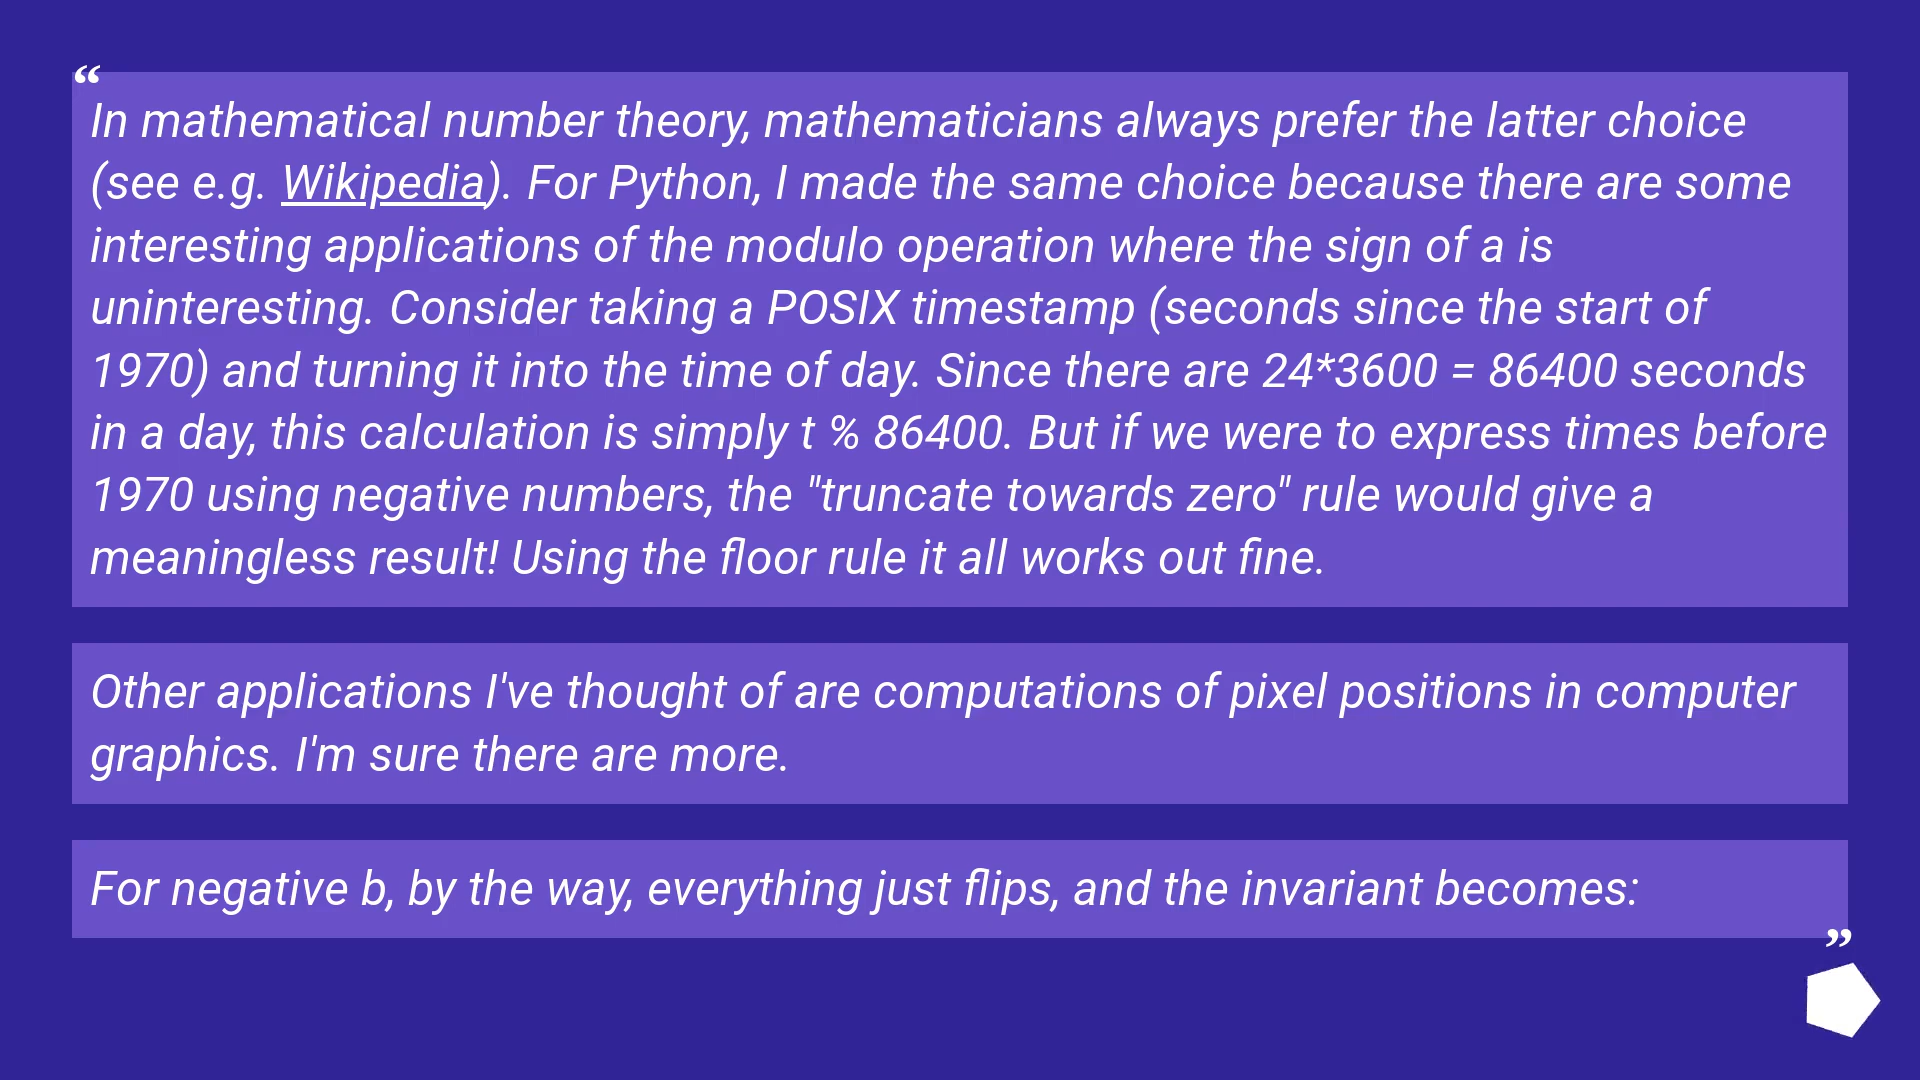 “
In mathematical number theory, mathematicians always prefer the latter choice
(see e.g. Wikipedia). For Python, I made the same choice because there are some
interesting applications of the modulo operation where the sign of a is
uninteresting. Consider taking a POSIX timestamp (seconds since the start of
1970) and turning it into the time of day. Since there are 24*3600 = 86400 seconds
in a day, this calculation is simply t % 86400. But if we were to express times before
1970 using negative numbers, the "truncate towards zero" rule would give a
meaningless result! Using the floor rule it all works out fine.
Other applications I've thought of are computations of pixel positions in computer
graphics. I'm sure there are more.
For negative b, by the way, everything just flips, and the invariant becomes:
”